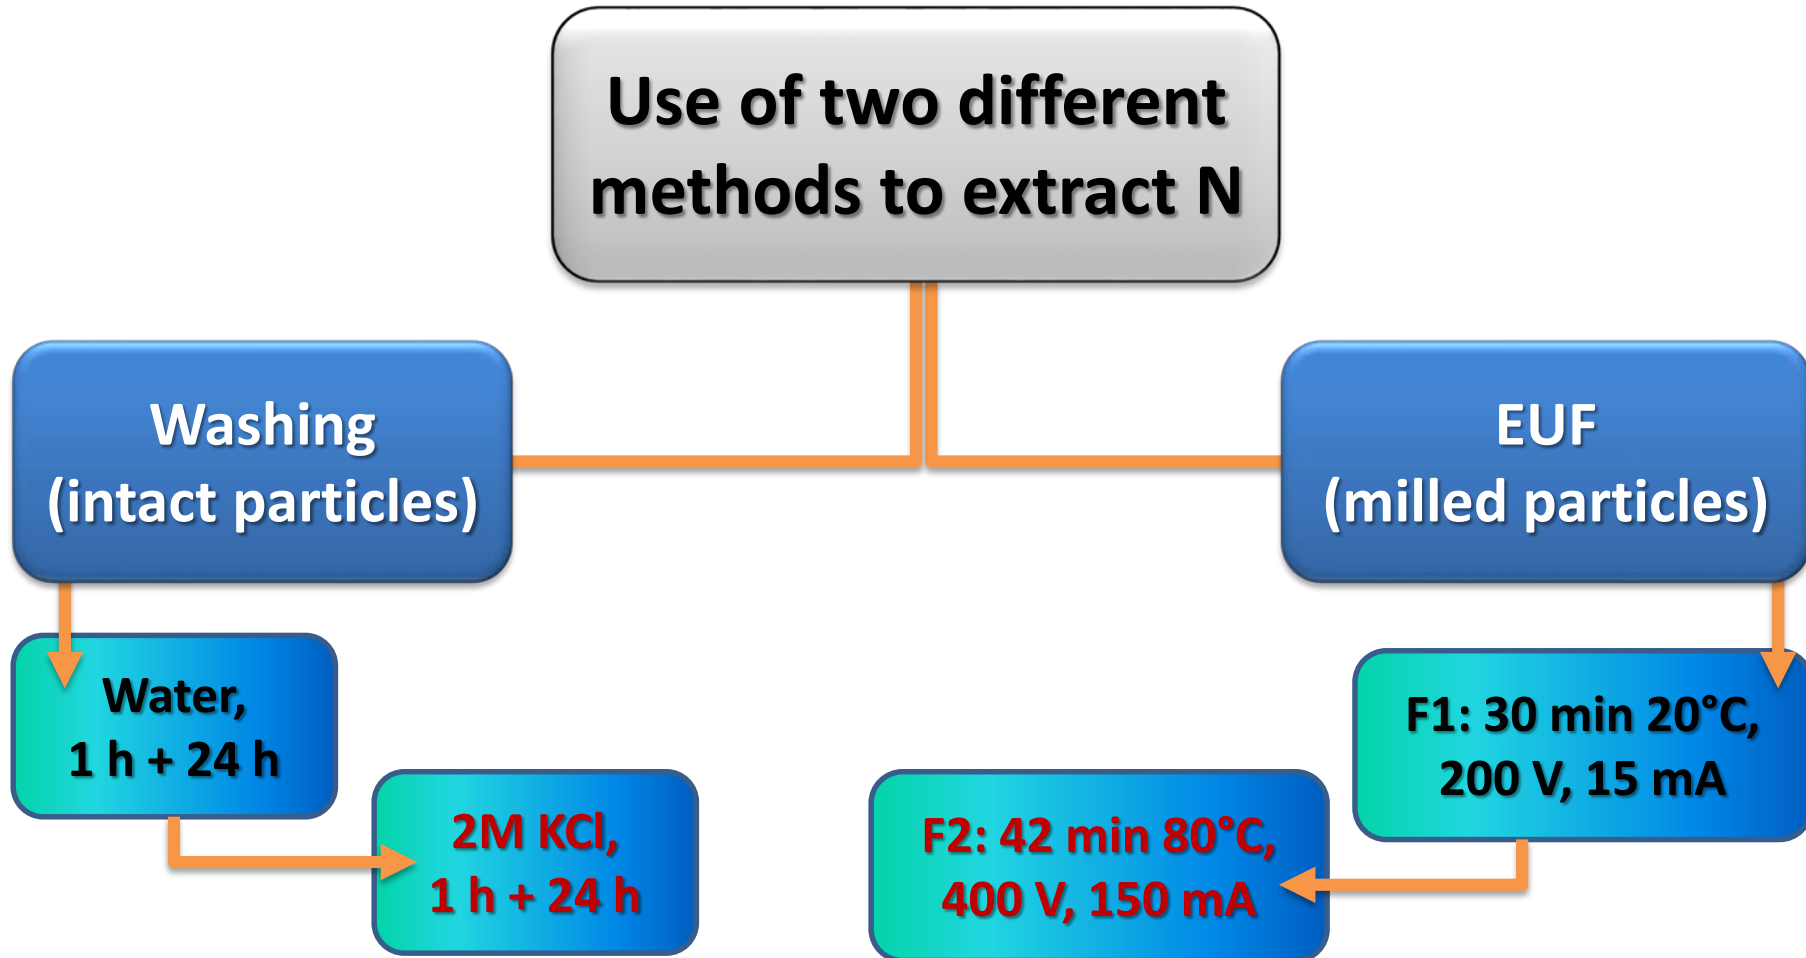 Use of two different
methods to extract N
Washing
(intact particles)
EUF
(milled particles)
Water,
1 h + 24 h
2M KCl,
1 h + 24 h
F1: 30 min 20°C,
200 V, 15 mA
F2: 42 min 80°C,
400 V, 150 mA